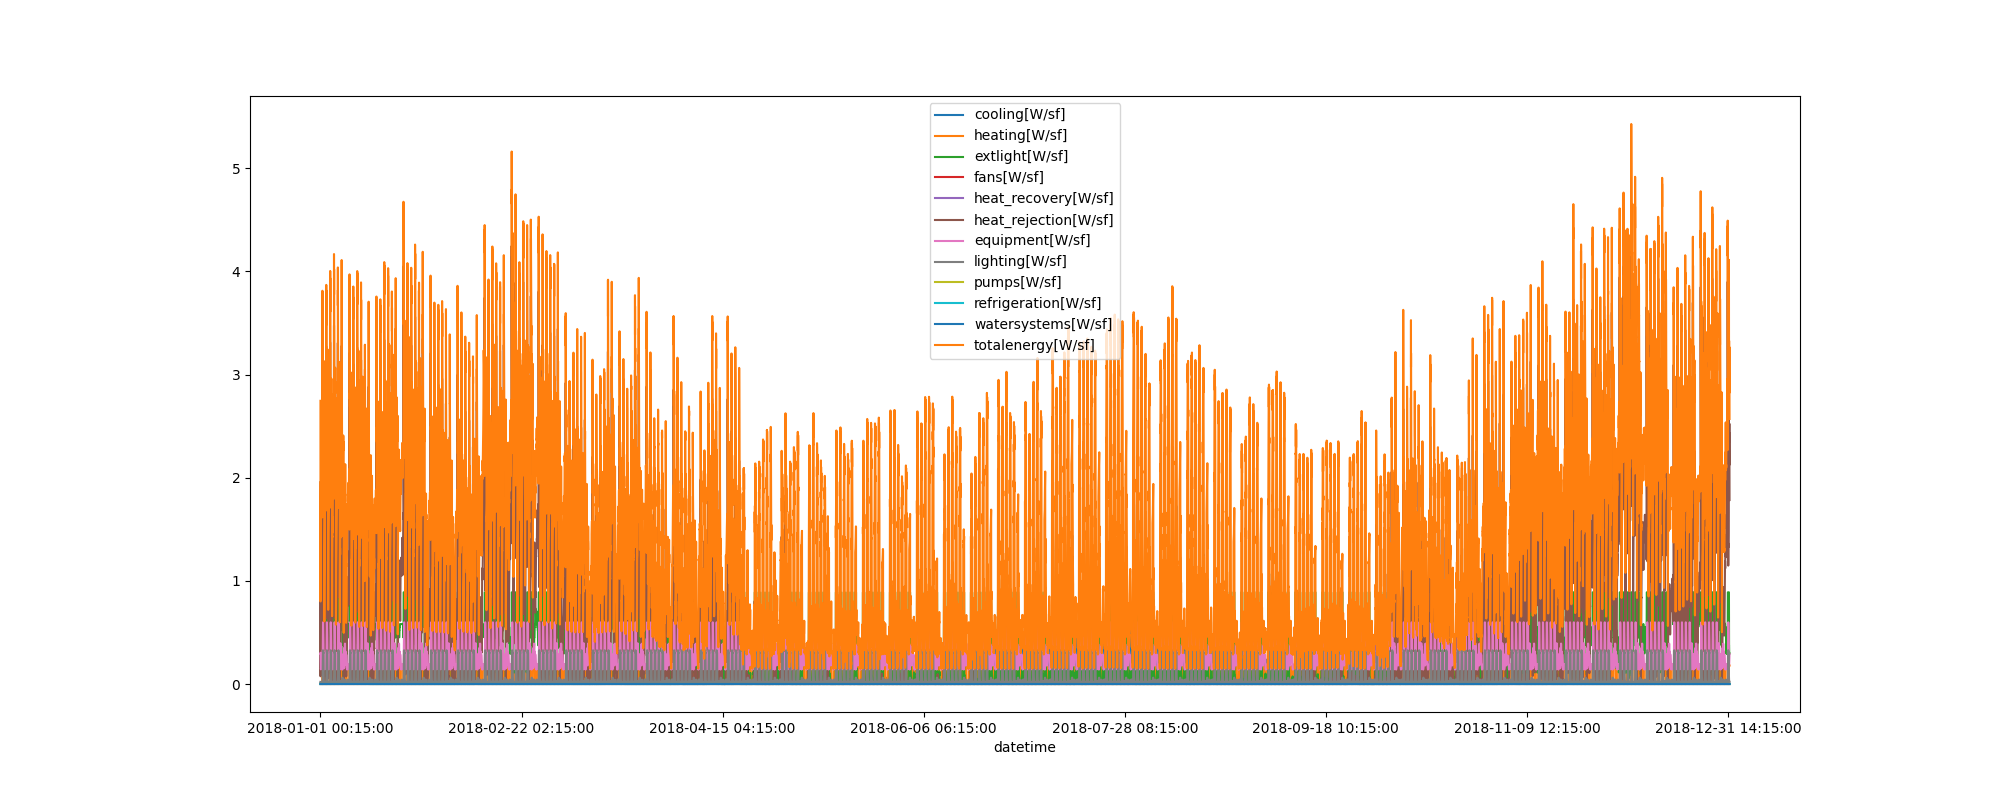 cooling[W/sf]
heating[W/sf]
extlight[W/sf]
fans[W/sf]
heat_recovery[W/sf]
heat_rejection[W/sf]
equipment[W/sf]
lighting[W/sf]
pumps[W/sf]
refrigeration[W/sf]
watersystems[W/sf]
totalenergy[W/sf]
5
4
3
2
1
0
2018-01-01 00:15:00 2018-02-22 02:15:00 2018-04-15 04:15:00 2018-06-06 06:15:00 2018-07-28 08:15:00 2018-09-18 10:15:00 2018-11-09 12:15:00 2018-12-31 14:15:00
datetime